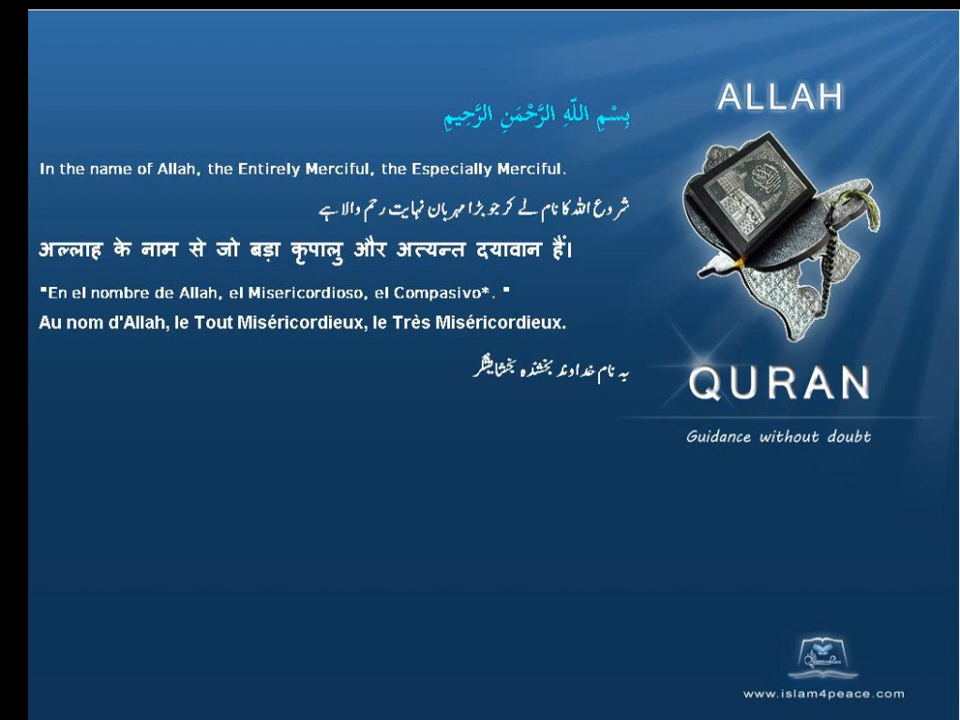 بِسْمِ اللَّهِ الرَّحْمَنِ الرَّحِيمِ
In the name of Allah, the Entirely Merciful, the Especially Merciful.
شروع اللہ کا نام لے کر جو بڑا مہربان نہایت رحم والا ہے
अल्लाह के नाम से जो बड़ा कृपालु और अत्यन्त दयावान हैं।
"En el nombre de Allah, el Misericordioso, el Compasivo*. "
Au nom d'Allah, le Tout Miséricordieux, le Très Miséricordieux.
به نام خداوند بخشنده بخشایشگر
ALLAH
QURAN
Guidance without doubt
www.islam4peace.com